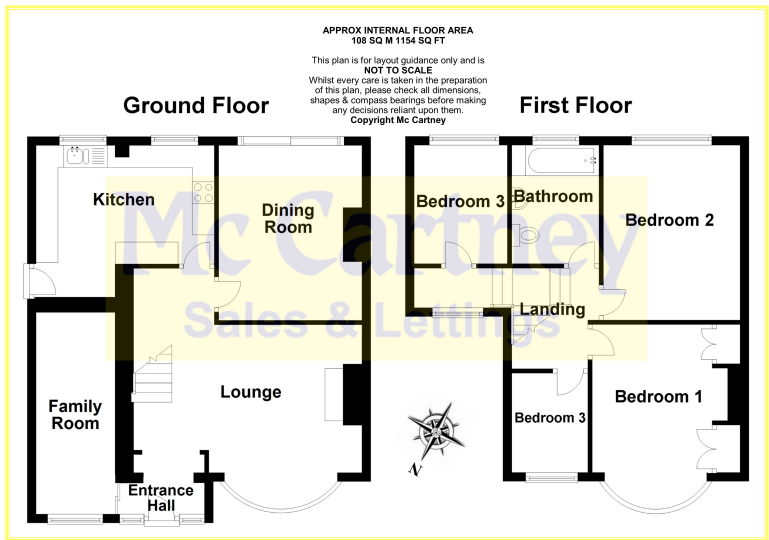 APPROX INTERNAL FLOOR AREA
108 SQ M 1154 SQ FT
This plan is for layout guidance only and is
NOT TO SCALE
Whilst every care is taken in the preparation
of this plan, please check all dimensions,
shapes & compass bearings before making
any decisions reliant upon them.
Copyright Mc Cartney
Ground Floor
First Floor
Kitchen
Dining
Room
Family
Room
Lounge
Entrance
Hall
Bedroom 3
Bathroom
Bedroom 2
Landing
Bedroom 1
Bedroom 3
N
Mc Cartney
Sales & Lettings